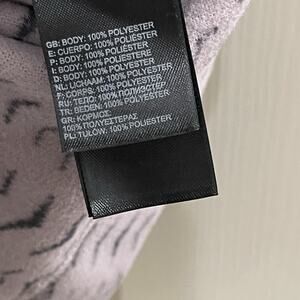 GB: BODY: 100% POLYESTER
E: CUERPO: 100% POLIÉSTER
P: BODY: 100% POLIÉSTER
I: BODY: 100% POLIESTERE
D: BODY: 100% POLYESTER
NL: LICHAAM: 100% POLYESTER
F: CORPS: 100% POLYESTER
RU: ТЕЛО: 100% ПОЛИЭСТЕР
TR: BEDEN: 100% POLYESTER
GR: ΚΟΡΜΟΣ:
100% ΠΟΛΥΕΣΤΕΡΑΣ
PL: TUŁÓW: 100% POLYESTER